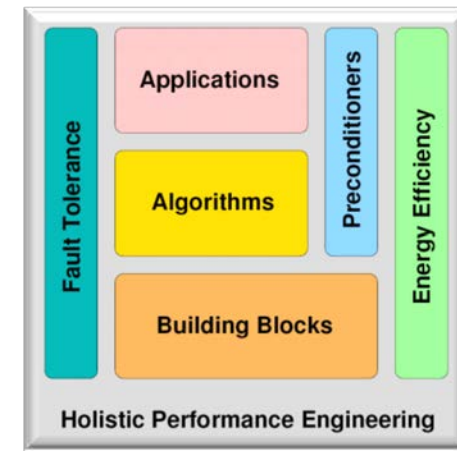 Fault Tolerance
Applications
Algorithms
Building Blocks
Preconditioners
Energy Efficiency
Holistic Performance Engineering